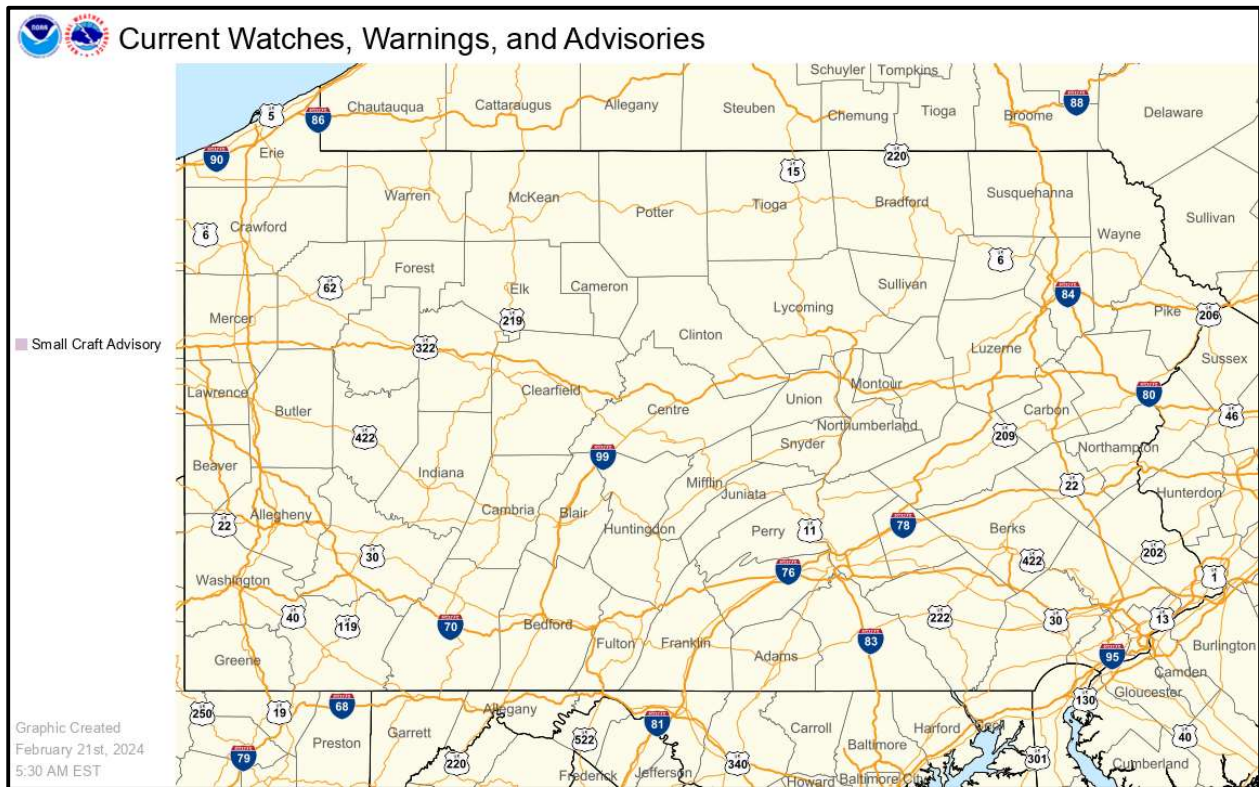 Current Watches, Warnings, and Advisories
Schuyler Tompkins
Chautauqua Cattaraugus Allegany Steuben Chemung Tioga Broome 88 Delaware
5 86
90 Erie 220
15
Warren McKean Potter Tioga Bradford Susquehanna
Sullivan
6 Crawford Wayne
Forest 6
62 Elk Cameron Lycoming Sullivan 84
Mercer 219 Pike 206
Small Craft Advisory
322 Clinton Luzerne Sussex
Lawrence Clearfield Montour 80
Butler Centre Union Carbon 46
422 Northumberland 209
Snyder Northampton
99
Beaver Indiana Mifflin 22
Juniata Hunterdon
22 Allegheny Cambria Blair 78
Huntingdon Perry 11 Berks
30 422 202
Washington 76 1
40 119 70 Bedford 222 30 13
Fulton Franklin Adams 83 Burlington
Greene 95
Camden
Gloucester
250 19 68 Allegany 130
Garrett 81 Carroll Harford Cecil
Preston 522 Baltimore 40
79 220 340 301 Cumberland
Frederick Jefferson Howard Baltimore City
Graphic Created
February 21st, 2024
5:30 AM EST